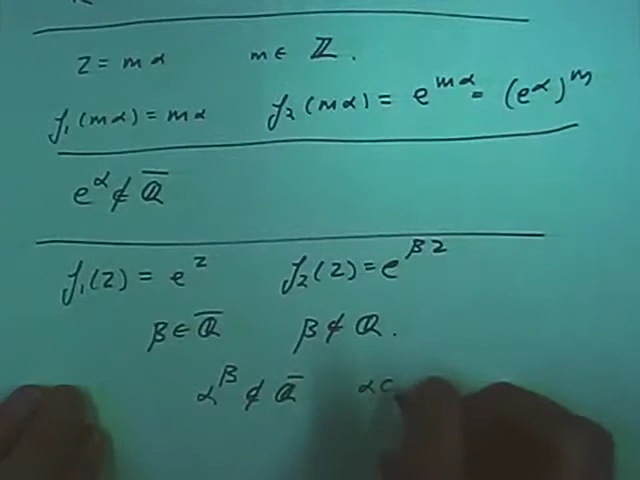 z = mα m ∈ ℤ.
f₁(mα) = mα f₂(mα) = e^{mα} = (e^α)^m
e^α ∉ ℚ̅
f₁(z) = e^z f₂(z) = e^{βz}
β ∈ ℚ̅ β ∉ ℚ.
α^β ∉ ℚ̅ α